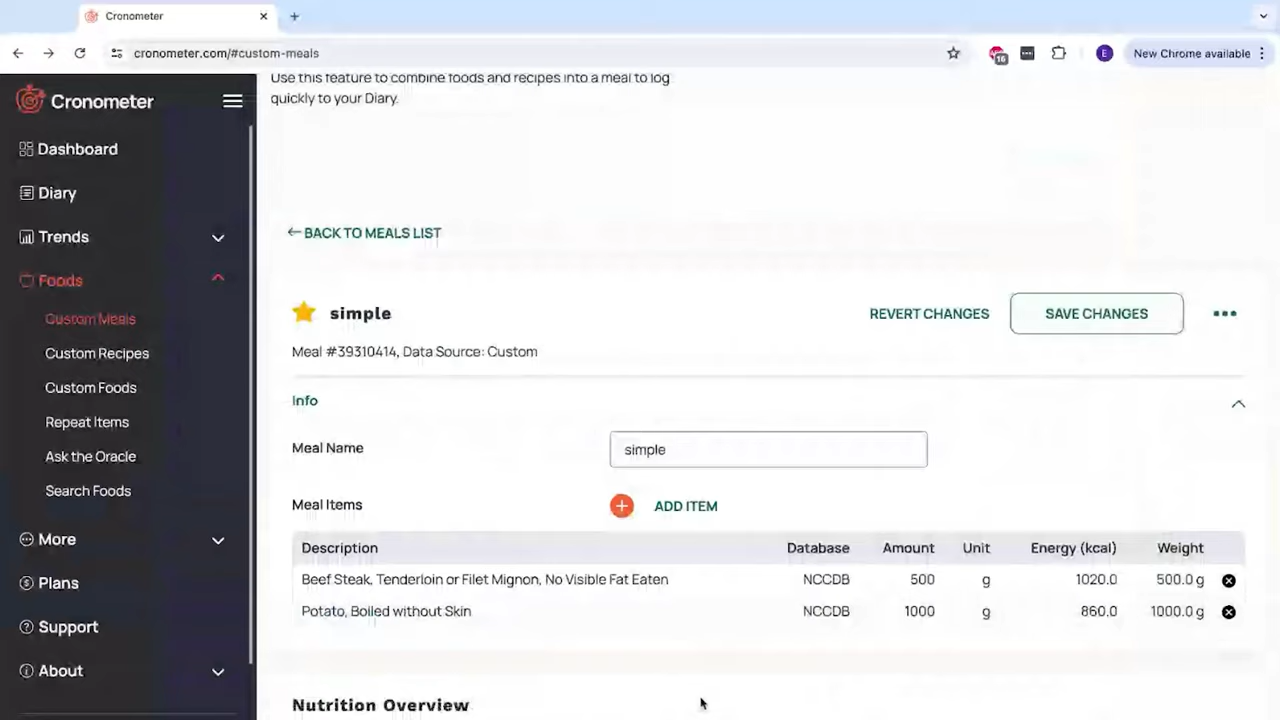 Cronometer
cronometer.com/#custom-meals
16
E
New Chrome available
Cronometer
Dashboard
Diary
Trends
Foods
Custom Meals
Custom Recipes
Custom Foods
Repeat Items
Ask the Oracle
Search Foods
More
Plans
Support
About
Use this feature to combine foods and recipes into a meal to log
quickly to your Diary.
BACK TO MEALS LIST
simple
REVERT CHANGES
SAVE CHANGES
Meal #39310414, Data Source: Custom
Info
Meal Name
simple
Meal Items
ADD ITEM
Description Database Amount Unit Energy (kcal) Weight
Beef Steak, Tenderloin or Filet Mignon, No Visible Fat Eaten NCCDB 500 g 1020.0 500.0 g
Potato, Boiled without Skin NCCDB 1000 g 860.0 1000.0 g
Nutrition Overview